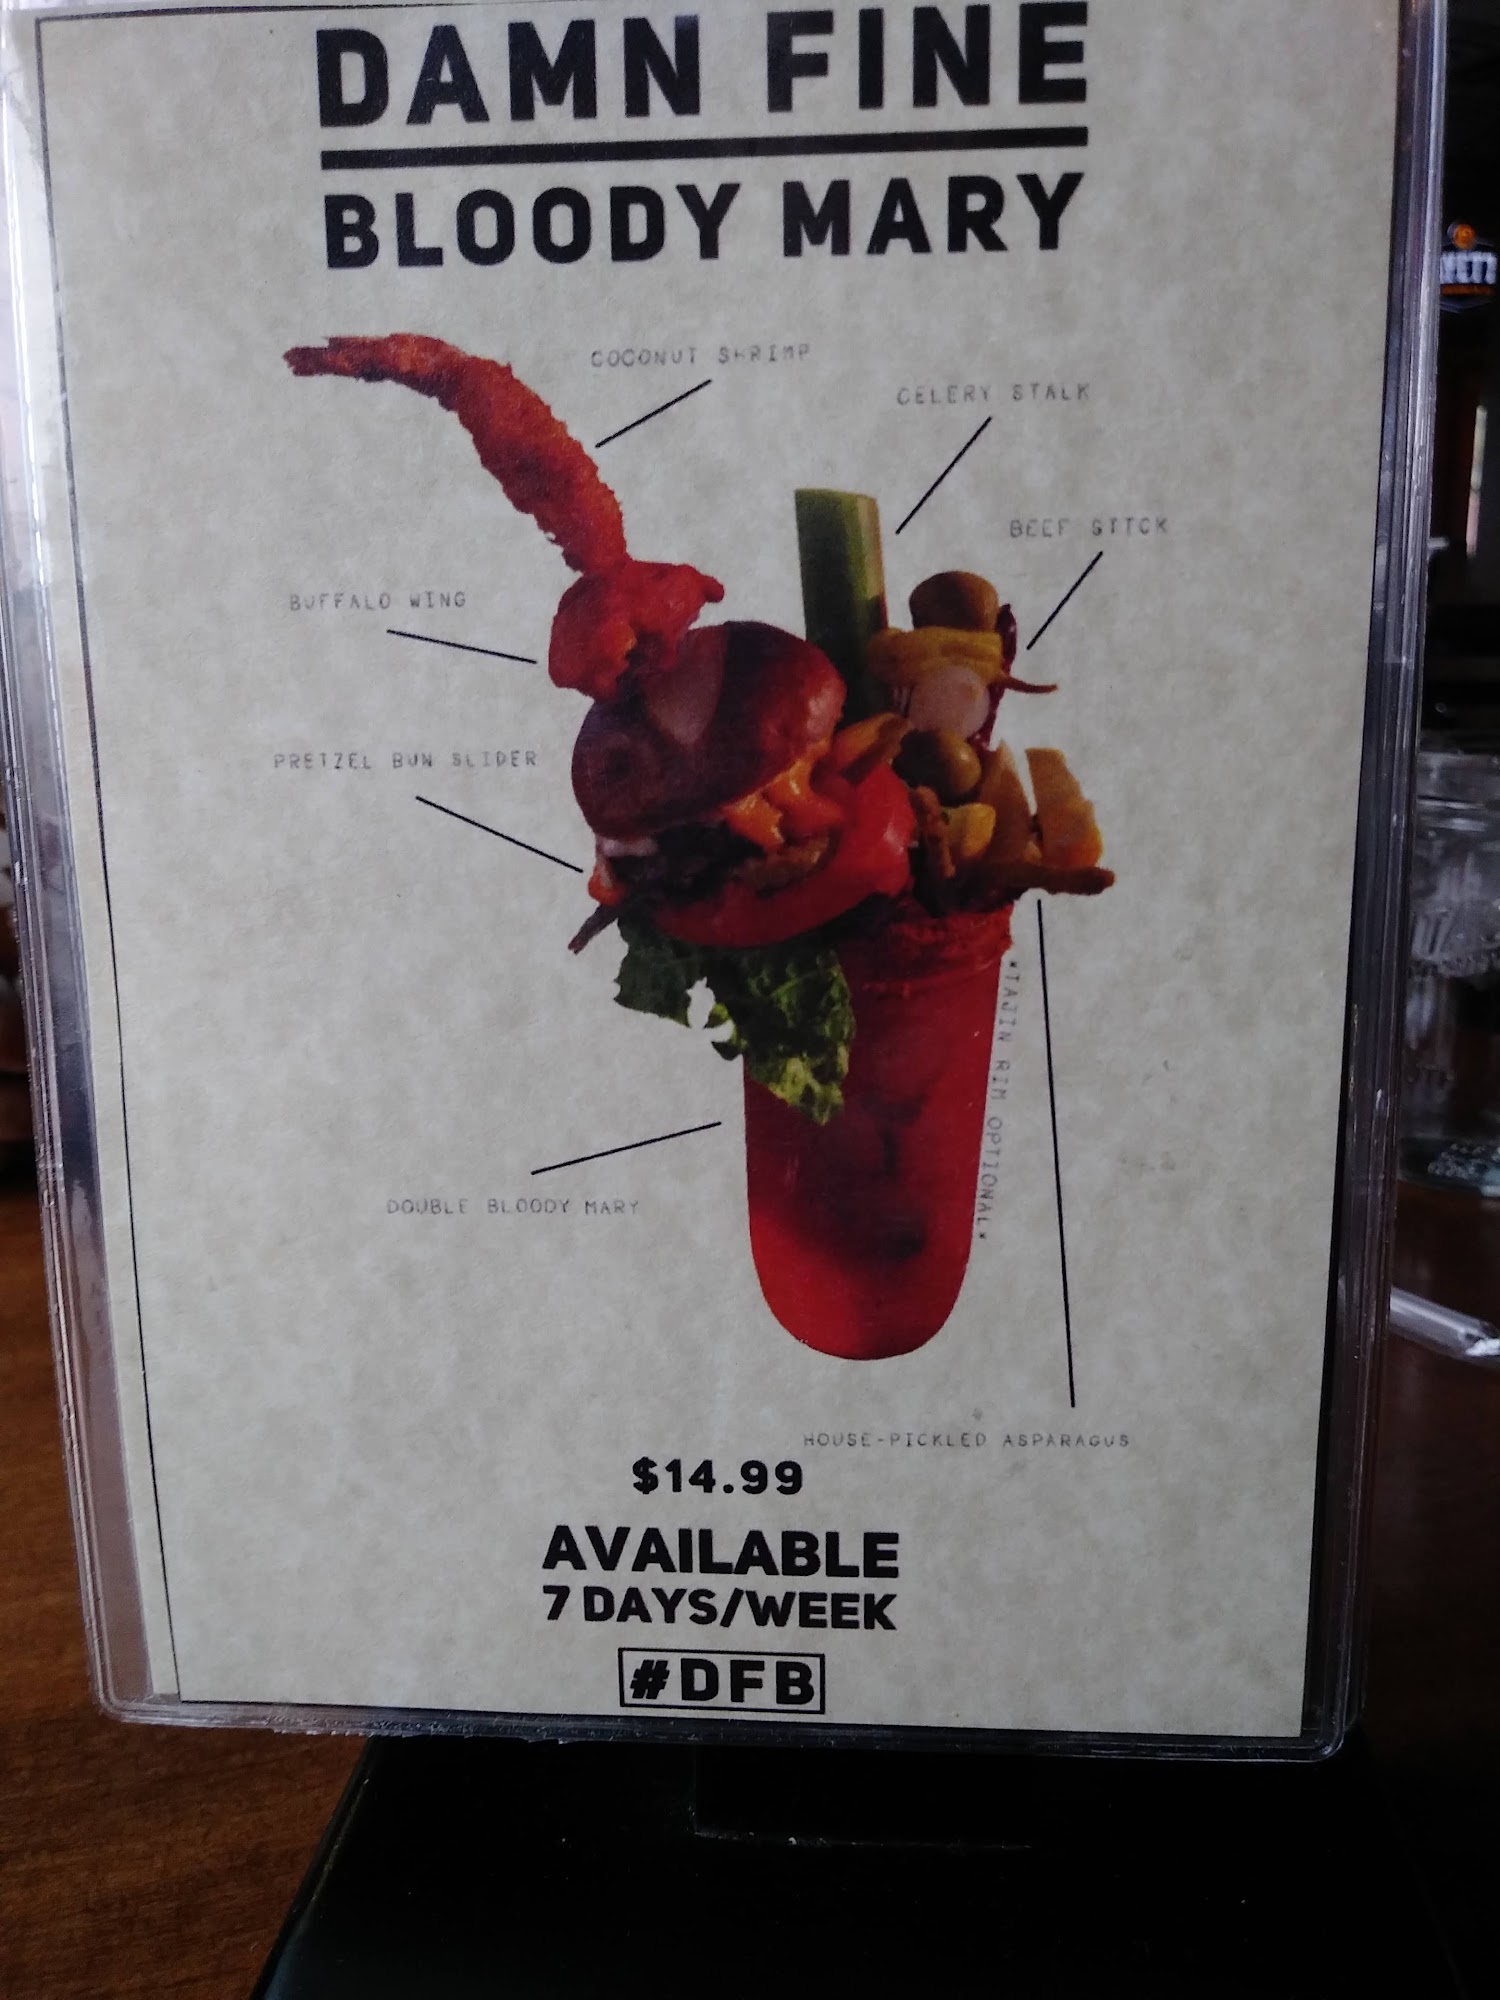 DAMN FINE
BLOODY MARY
COCONUT SHRIMP
CELERY STALK
BEEF STICK
BUFFALO WING
PRETZEL BUN SLIDER
*TAJIN RIM OPTIONAL*
DOUBLE BLOODY MARY
HOUSE-PICKLED ASPARAGUS
$14.99
AVAILABLE
7 DAYS/WEEK
#DFB